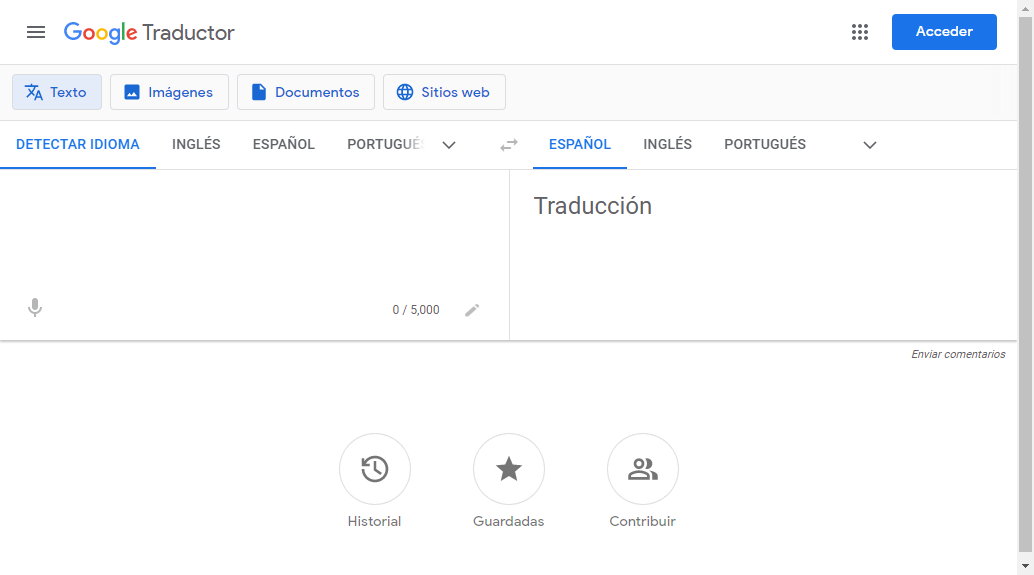 Google Traductor
Acceder
Texto
Imágenes
Documentos
Sitios web
DETECTAR IDIOMA
INGLÉS
ESPAÑOL
PORTUGUÉ
ESPAÑOL
INGLÉS
PORTUGUÉS
Traducción
0 / 5,000
Enviar comentarios
Historial
Guardadas
Contribuir